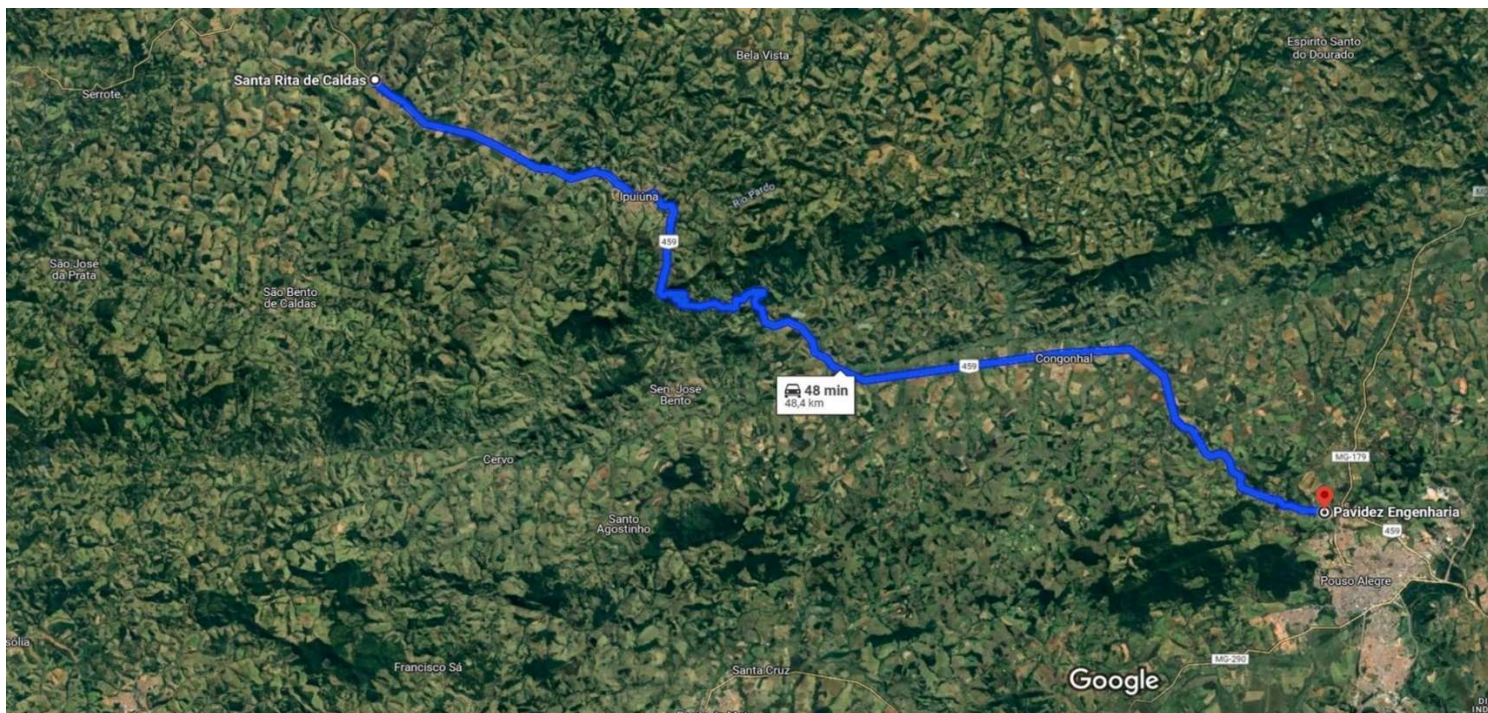 Bela Vista
Espírito Santo
do Dourado
Santa Rita de Caldas
Serrote
Ipuiúna
Rio Pardo
459
São José
da Prata
São Bento
de Caldas
Congonhal
459
48 min
48,4 km
Sen. José
Bento
Cervo
MG-179
Pavidez Engenharia
Santo
Agostinho
459
Pouso Alegre
Francisco Sá
Santa Cruz
MG-290
Google